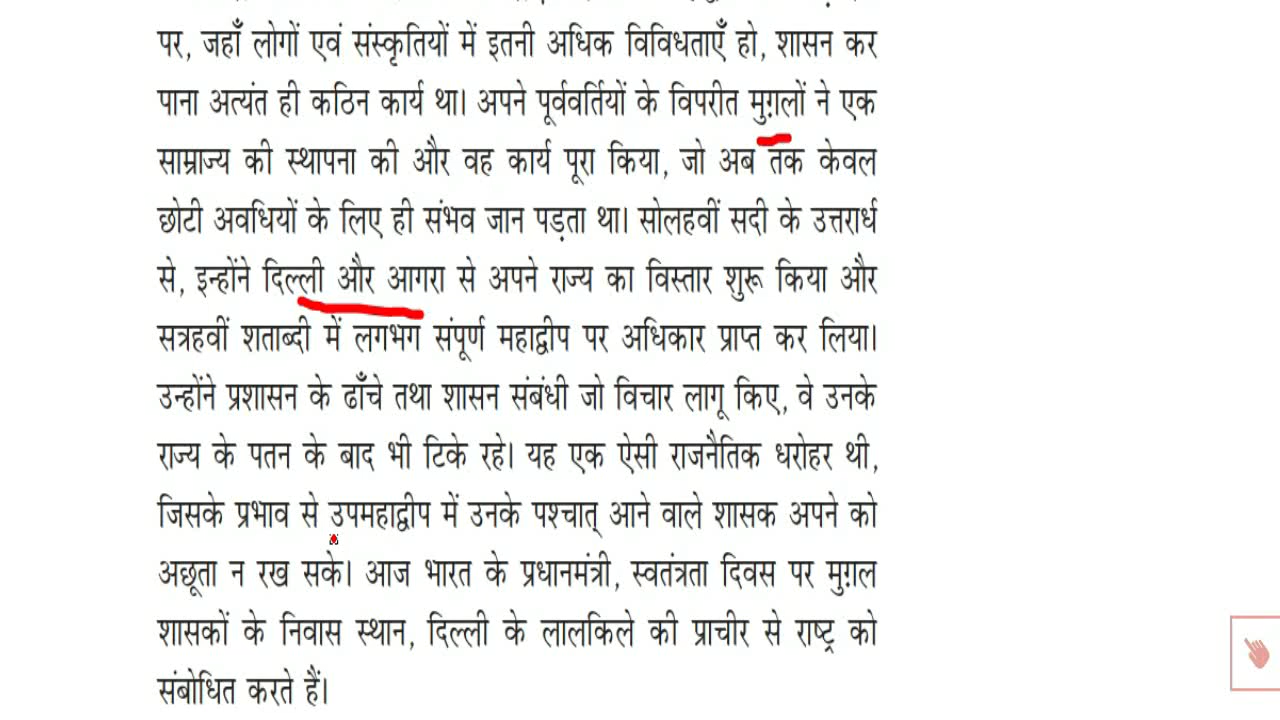 पर, जहाँ लोगों एवं संस्कृतियों में इतनी अधिक विविधताएँ हो, शासन कर
पाना अत्यंत ही कठिन कार्य था। अपने पूर्ववर्तियों के विपरीत मुग़लों ने एक
साम्राज्य की स्थापना की और वह कार्य पूरा किया, जो अब तक केवल
छोटी अवधियों के लिए ही संभव जान पड़ता था। सोलहवीं सदी के उत्तरार्ध
से, इन्होंने दिल्ली और आगरा से अपने राज्य का विस्तार शुरू किया और
सत्रहवीं शताब्दी में लगभग संपूर्ण महाद्वीप पर अधिकार प्राप्त कर लिया।
उन्होंने प्रशासन के ढाँचे तथा शासन संबंधी जो विचार लागू किए, वे उनके
राज्य के पतन के बाद भी टिके रहे। यह एक ऐसी राजनैतिक धरोहर थी,
जिसके प्रभाव से उपमहाद्वीप में उनके पश्चात् आने वाले शासक अपने को
अछूता न रख सके। आज भारत के प्रधानमंत्री, स्वतंत्रता दिवस पर मुग़ल
शासकों के निवास स्थान, दिल्ली के लालकिले की प्राचीर से राष्ट्र को
संबोधित करते हैं।